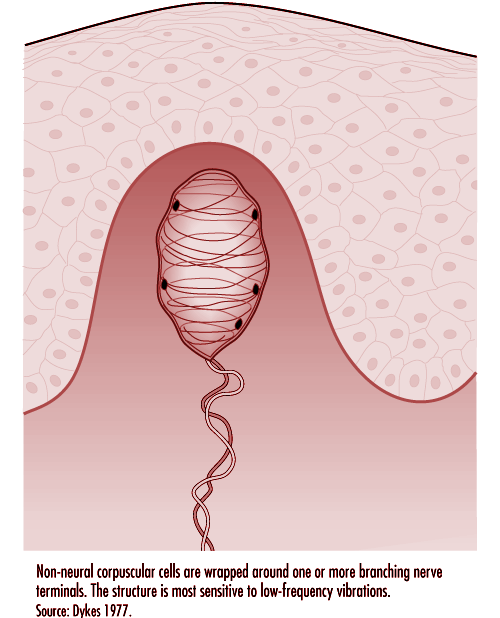 Non-neural corpuscular cells are wrapped around one or more branching nerve
terminals. The structure is most sensitive to low-frequency vibrations.
Source: Dykes 1977.